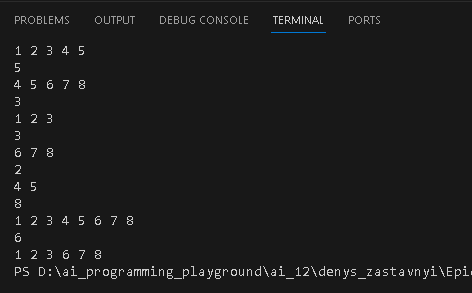 PROBLEMS OUTPUT DEBUG CONSOLE TERMINAL PORTS
1 2 3 4 5
5
4 5 6 7 8
3
1 2 3
3
6 7 8
2
4 5
8
1 2 3 4 5 6 7 8
6
1 2 3 6 7 8
PS D:\ai_programming_playground\ai_12\denys_zastavnyi\Epic